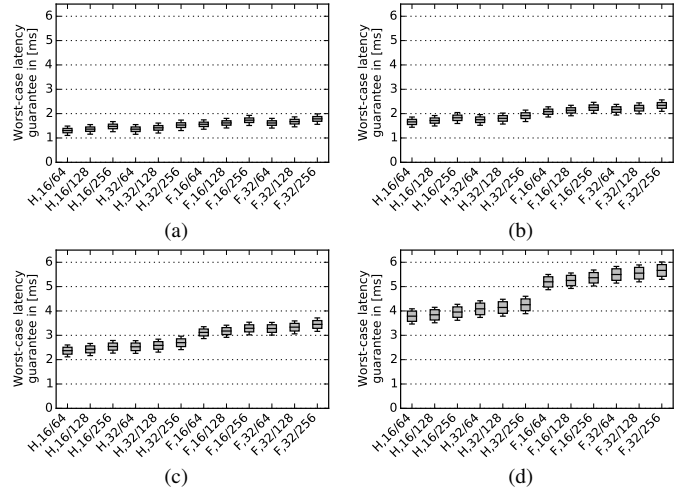 Worst-case latency
guarantee in [ms]
6
5
4
3
2
1
0
H,16/64
H,16/128
H,16/256
H,32/64
H,32/128
H,32/256
F,16/64
F,16/128
F,16/256
F,32/64
F,32/128
F,32/256
(a)
Worst-case latency
guarantee in [ms]
6
5
4
3
2
1
0
H,16/64
H,16/128
H,16/256
H,32/64
H,32/128
H,32/256
F,16/64
F,16/128
F,16/256
F,32/64
F,32/128
F,32/256
(b)
Worst-case latency
guarantee in [ms]
6
5
4
3
2
1
0
H,16/64
H,16/128
H,16/256
H,32/64
H,32/128
H,32/256
F,16/64
F,16/128
F,16/256
F,32/64
F,32/128
F,32/256
(c)
Worst-case latency
guarantee in [ms]
6
5
4
3
2
1
0
H,16/64
H,16/128
H,16/256
H,32/64
H,32/128
H,32/256
F,16/64
F,16/128
F,16/256
F,32/64
F,32/128
F,32/256
(d)